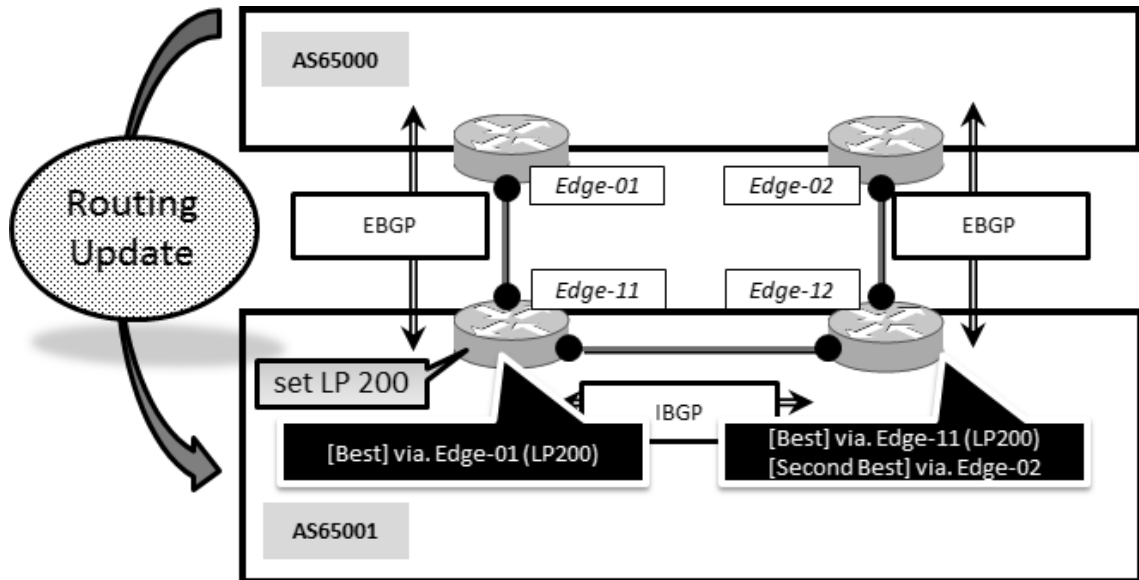 AS65000
Routing
Update
Edge-01
Edge-02
EBGP
EBGP
Edge-11
Edge-12
set LP 200
IBGP
[Best] via. Edge-01 (LP200)
[Best] via. Edge-11 (LP200)
[Second Best] via. Edge-02
AS65001